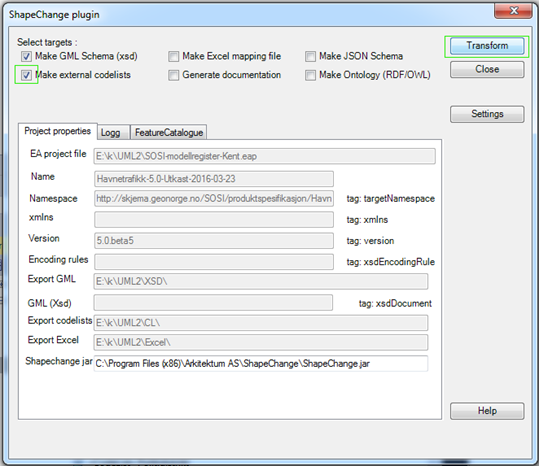 ShapeChange plugin
Select targets :
Make GML Schema (xsd)
Make Excel mapping file
Make JSON Schema
Transform
Make external codelists
Generate documentation
Make Ontology (RDF/OWL)
Close
Settings
Project properties
Logg
FeatureCatalogue
EA project file
E:\k\UML2\SOSI-modellregister-Kent.eap
Name
Havnetrafikk-5.0-Utkast-2016-03-23
Namespace
http://skjema.geonorge.no/SOSI/produktspesifikasjon/Havn
tag: targetNamespace
xmlns
tag: xmlns
Version
5.0.beta5
tag: version
Encoding rules
tag: xsdEncodingRule
Export GML
E:\k\UML2\XSD\
GML (Xsd)
tag: xsdDocument
Export codelists
E:\k\UML2\CL\
Export Excel
E:\k\UML2\Excel\
Shapechange jar
C:\Program Files (x86)\Arkitektum AS\ShapeChange\ShapeChange.jar
Help